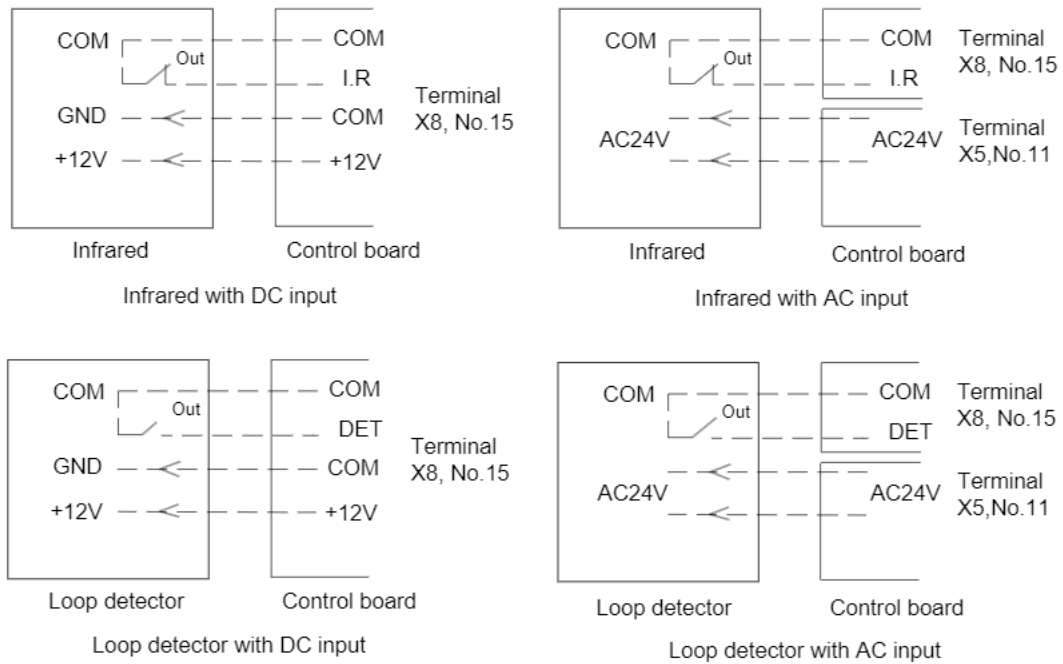 COM
Out
GND
+12V
COM
I.R
COM
+12V
Terminal
X8, No.15
Infrared
Control board
Infrared with DC input
COM
Out
AC24V
COM
I.R
AC24V
Terminal
X8, No.15
Terminal
X5,No.11
Infrared
Control board
Infrared with AC input
COM
Out
GND
+12V
COM
DET
COM
+12V
Terminal
X8, No.15
Loop detector
Control board
Loop detector with DC input
COM
Out
AC24V
COM
DET
AC24V
Terminal
X8, No.15
Terminal
X5,No.11
Loop detector
Control board
Loop detector with AC input